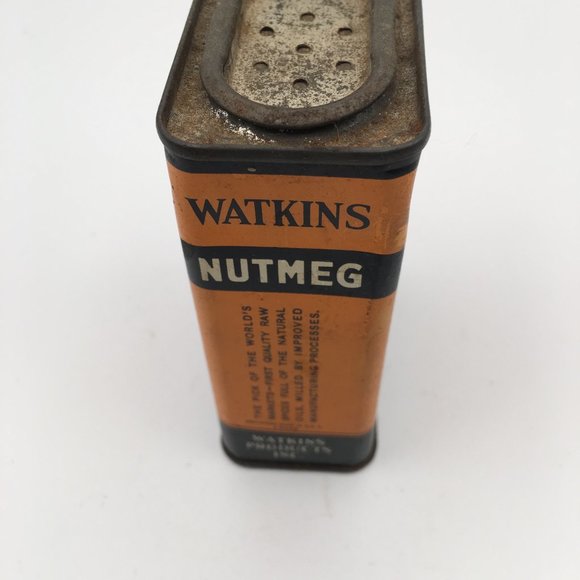 WATKINS
NUTMEG
THE PICK OF THE WORLD'S
MARKETS—FIRST QUALITY RAW
SPICES FULL OF THE NATURAL
OILS, MILLED BY IMPROVED
MANUFACTURING PROCESSES.
WATKINS
PRODUCTS
INC